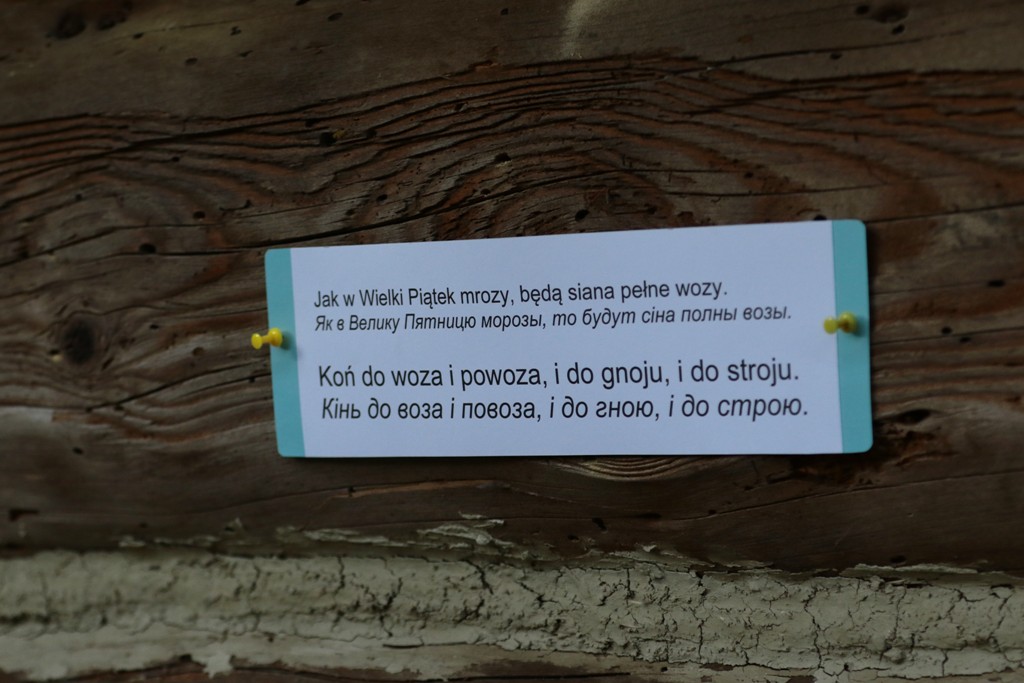 Jak w Wielki Piątek mrozy, będą siana pełne wozy.
Як в Велику Пятницю морозы, то будут сіна полны возы.
Koń do woza i powoza, i do gnoju, i do stroju.
Кінь до воза і повоза, і до гною, і до строю.